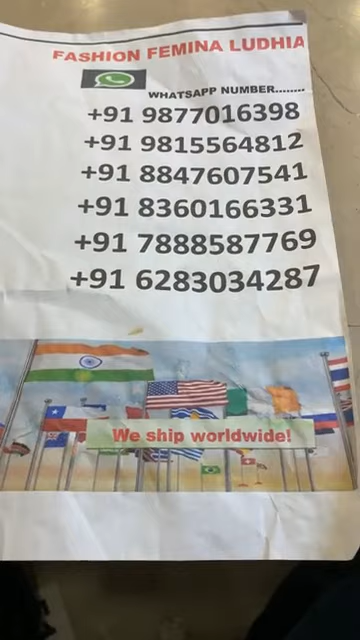 FASHION FEMINA LUDHIA
WHATSAPP NUMBER........
+91 9877016398
+91 9815564812
+91 8847607541
+91 8360166331
+91 7888587769
+91 6283034287
We ship worldwide!